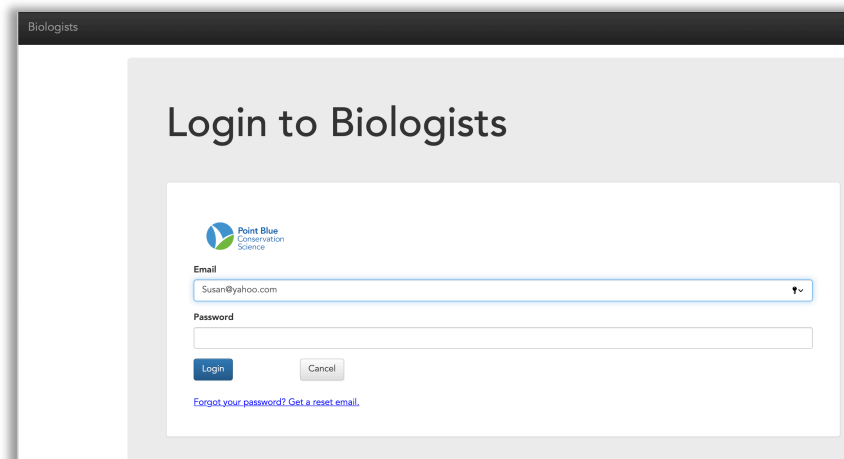 Biologists
Login to Biologists
Point Blue
Conservation
Science
Email
Susan@yahoo.com
Password
Login
Cancel
Forgot your password? Get a reset email.